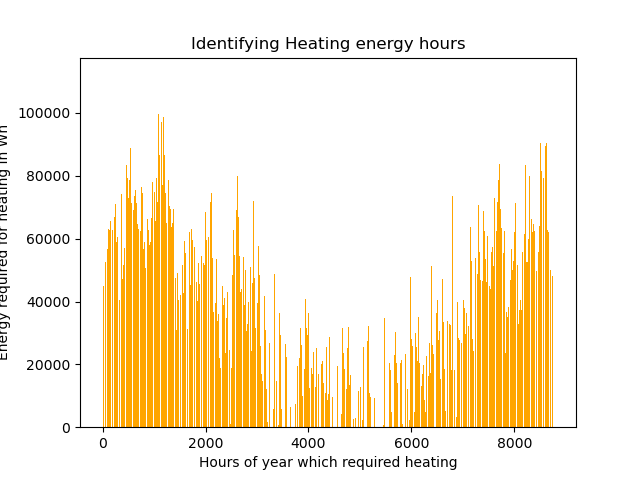 Identifying Heating energy hours
Energy required for heating in Wh
100000
80000
60000
40000
20000
0
0 2000 4000 6000 8000
Hours of year which required heating